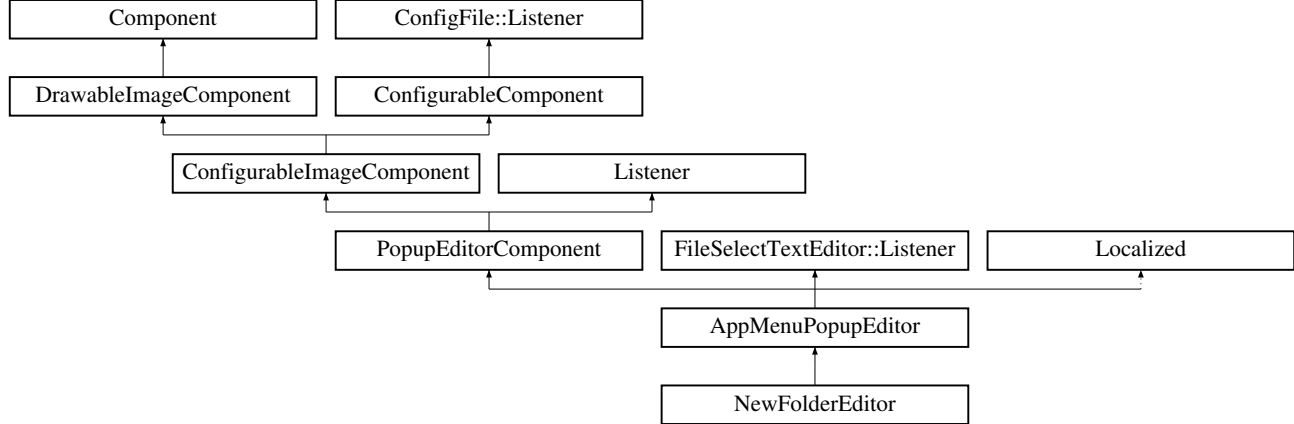 Component
ConfigFile::Listener
DrawableImageComponent
ConfigurableComponent
ConfigurableImageComponent
Listener
PopupEditorComponent
FileSelectTextEditor::Listener
Localized
AppMenuPopupEditor
NewFolderEditor